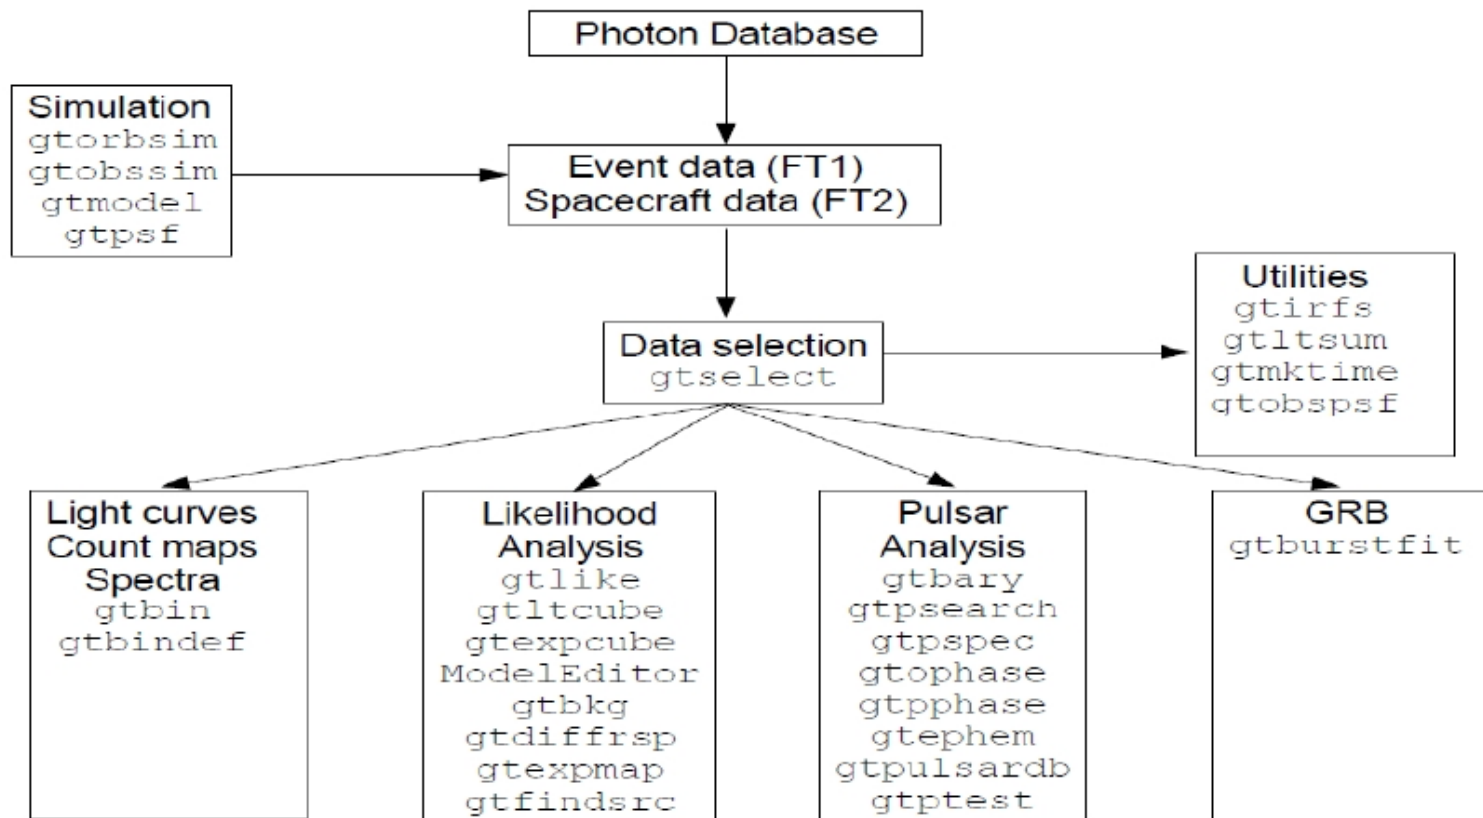 Photon Database
Simulation
gtorbsim
gtobssim
gtmodel
gtpsf
Event data (FT1)
Spacecraft data (FT2)
Utilities
gtirfs
gtltsum
gtmktime
gtobspsf
Data selection
gtselect
Light curves
Count maps
Spectra
gtbin
gtbindef
Likelihood
Analysis
gtlike
gtltcube
gtexpcube
ModelEditor
gtbkg
gtdiffrsp
gtexpmap
gtfindsrc
Pulsar
Analysis
gtbary
gtpsearch
gtpspec
gtophase
gtpphase
gtephem
gtpulsardb
gtptest
GRB
gtburstfit